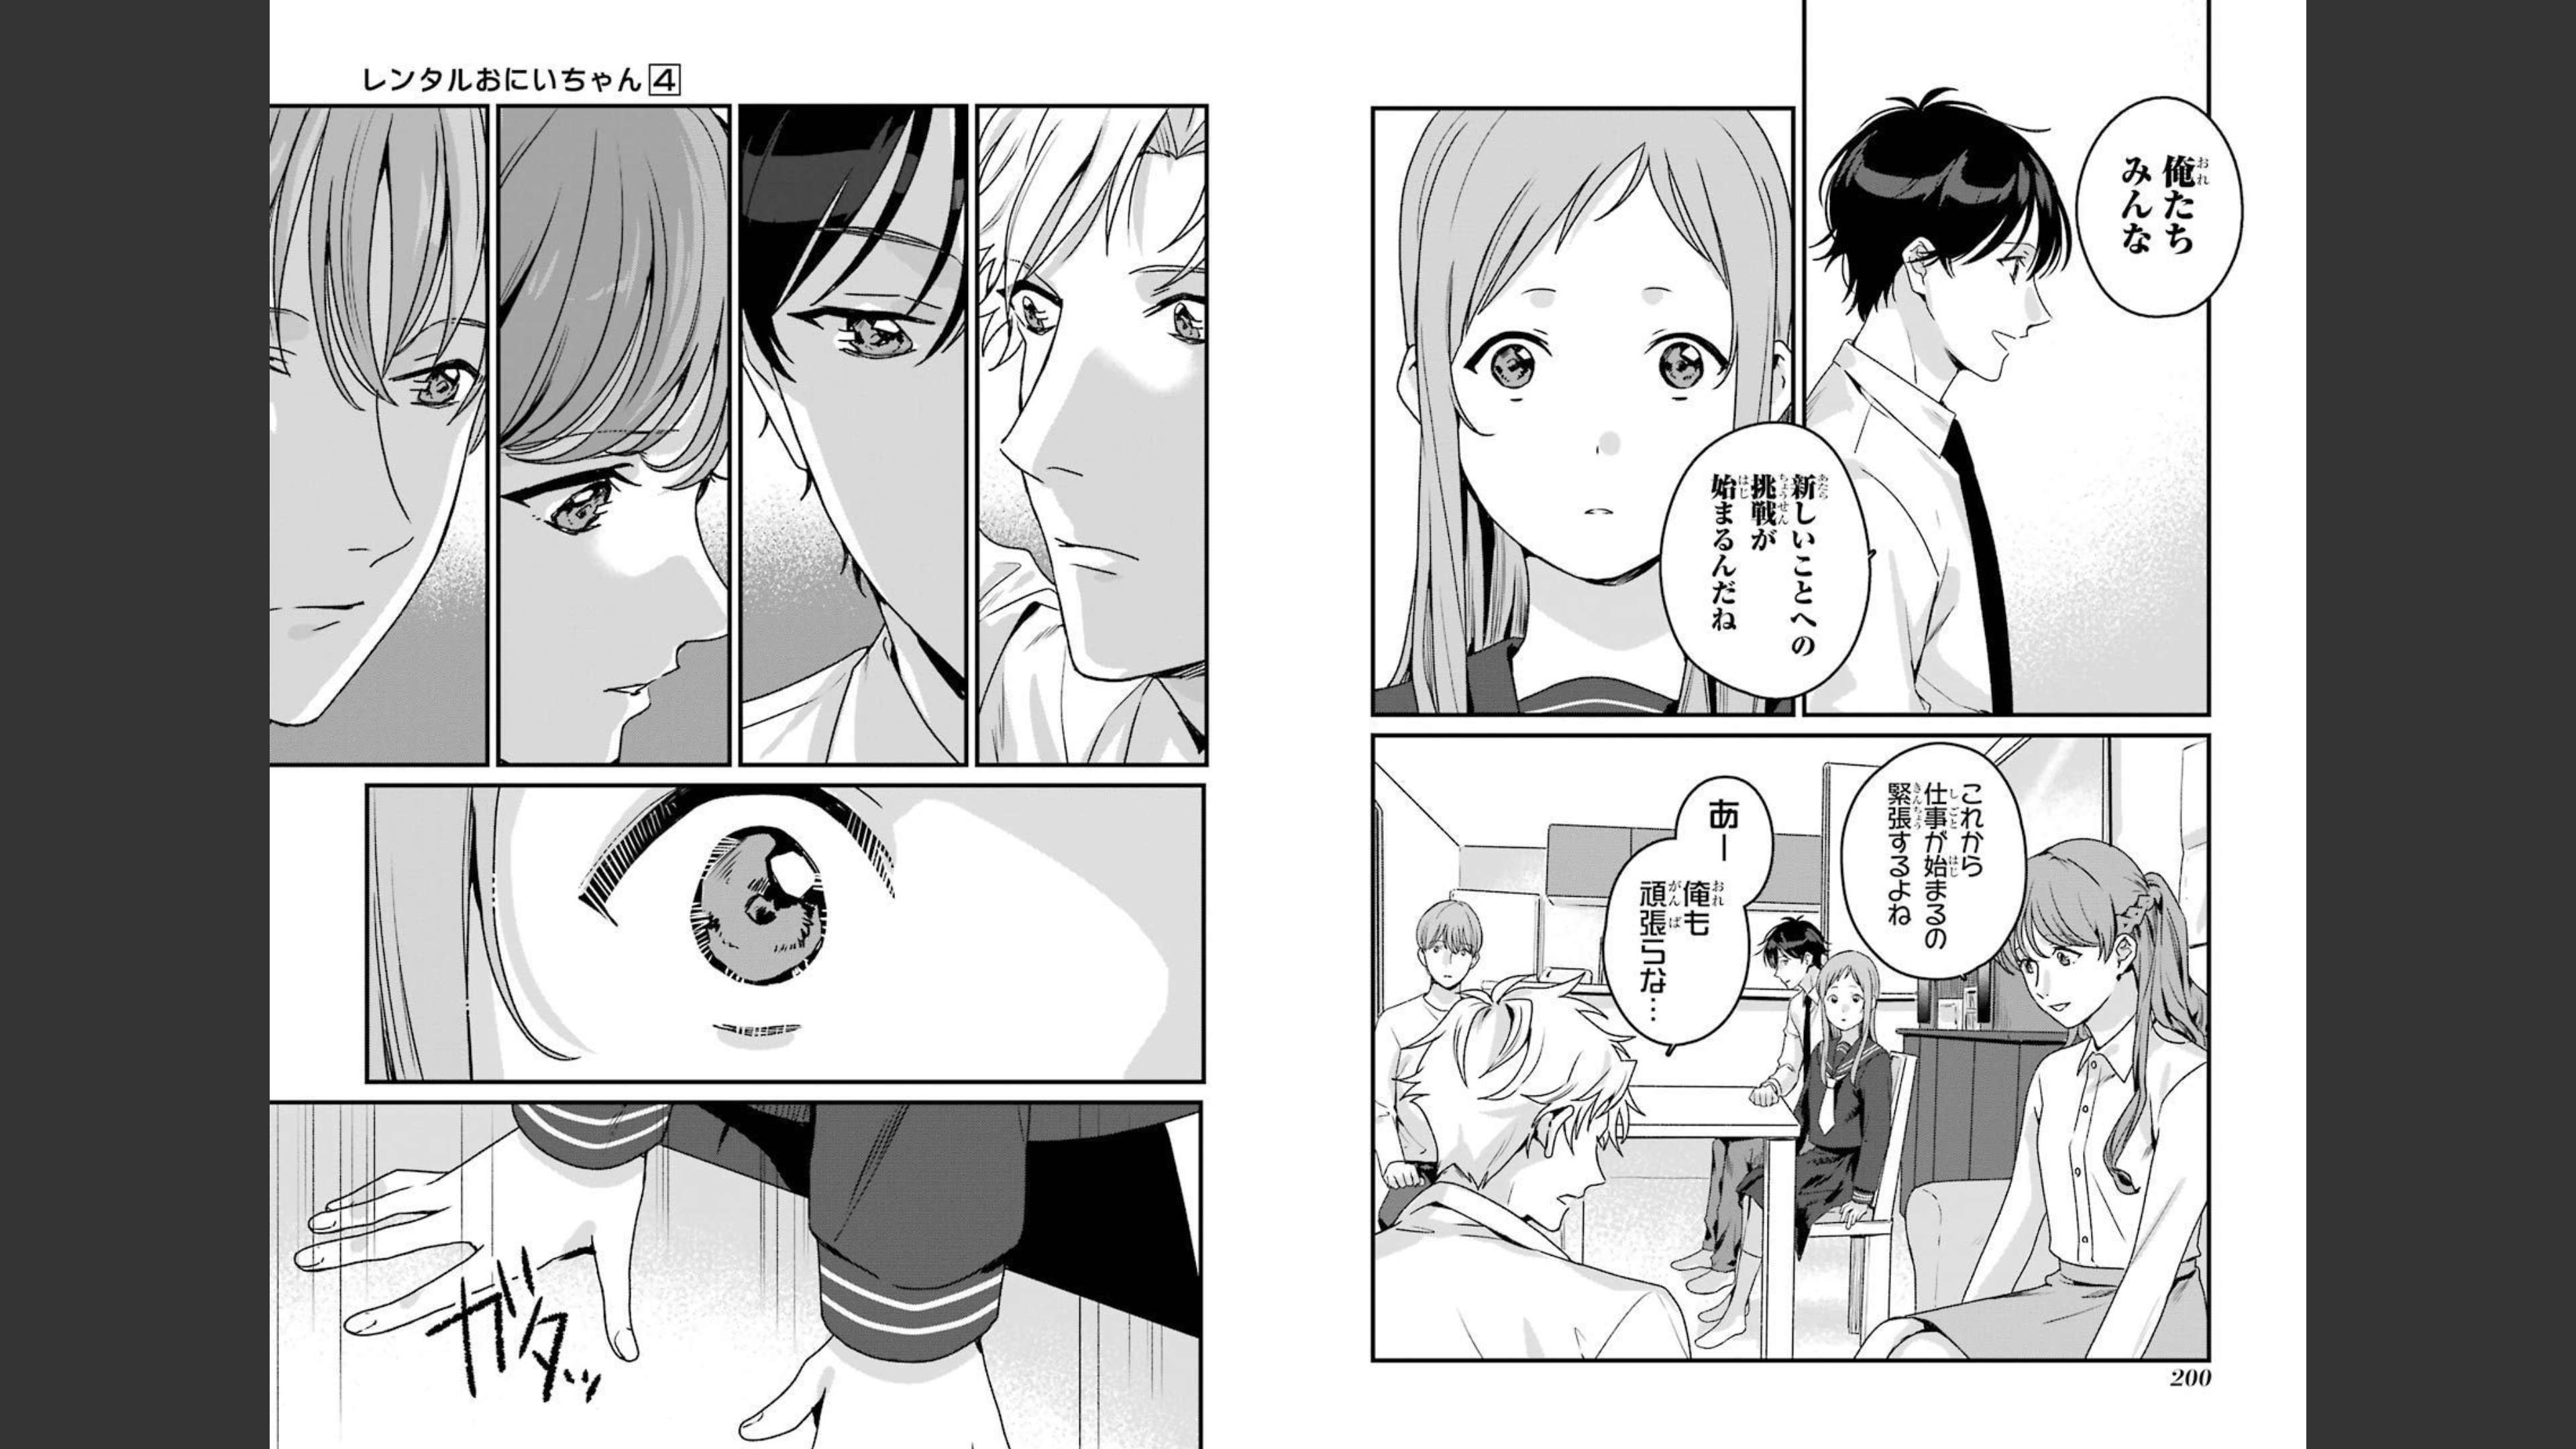 俺たち
みんな
新しいことへの
挑戦が
始まるんだね
これから
仕事が始まるの
緊張するよね
あー
俺も
頑張らな…
200
レンタルおにいちゃん4
ガタッ